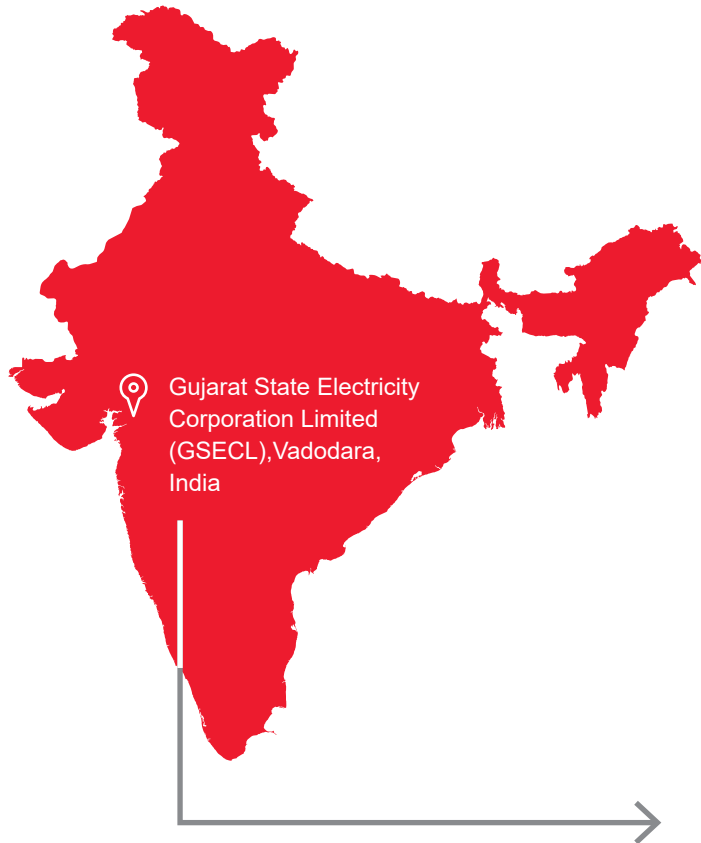 Gujarat State Electricity
Corporation Limited
(GSECL),Vadodara,
India